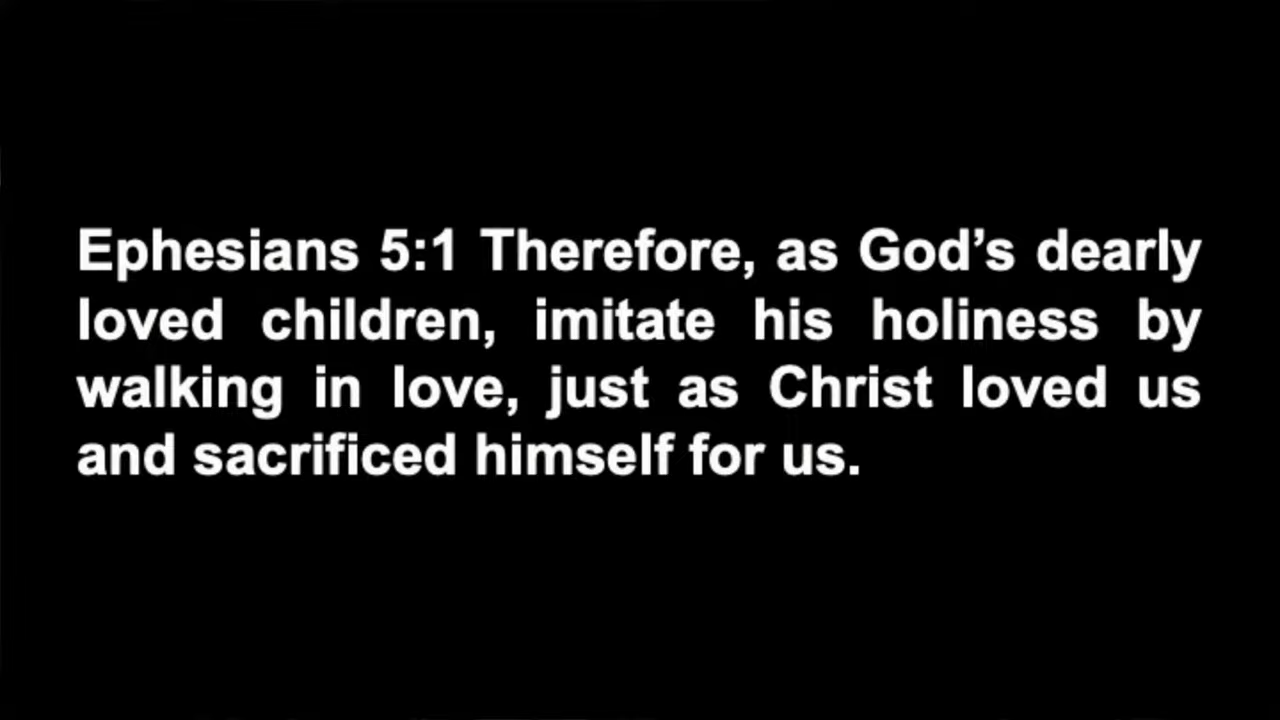 Ephesians 5:1 Therefore, as God’s dearly
loved children, imitate his holiness by
walking in love, just as Christ loved us
and sacrificed himself for us.